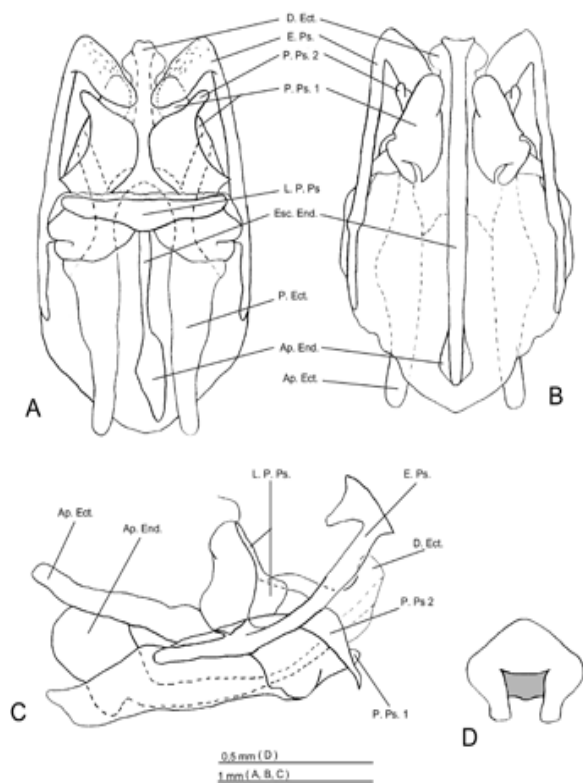 D. Ect.
E. Ps.
P. Ps. 2
P. Ps. 1
L. P. Ps
Esc. End.
P. Ect.
Ap. End.
Ap. Ect.
A
B
L. P. Ps.
E. Ps.
Ap. Ect.
Ap. End.
D. Ect.
P. Ps 2
P. Ps. 1
C
D
0.5 mm ( D )
1 mm ( A, B, C )